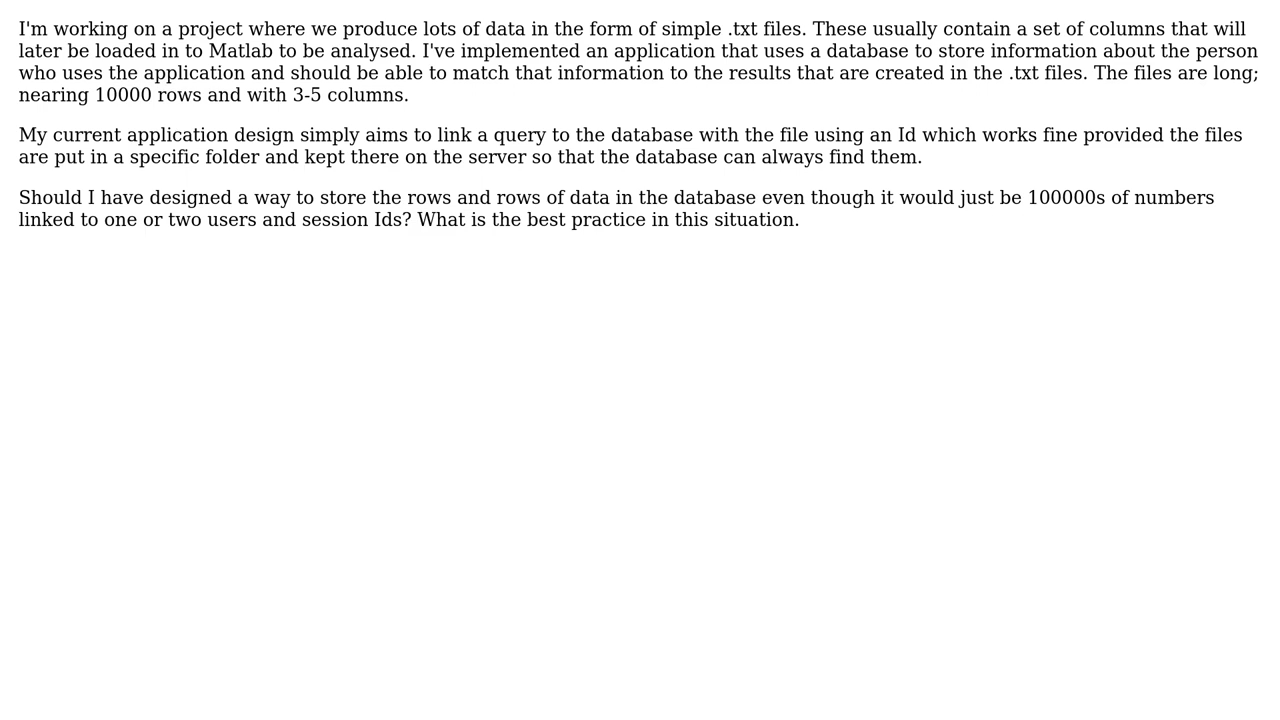 I'm working on a project where we produce lots of data in the form of simple .txt files. These usually contain a set of columns that will
later be loaded in to Matlab to be analysed. I've implemented an application that uses a database to store information about the person
who uses the application and should be able to match that information to the results that are created in the .txt files. The files are long;
nearing 10000 rows and with 3-5 columns.
My current application design simply aims to link a query to the database with the file using an Id which works fine provided the files
are put in a specific folder and kept there on the server so that the database can always find them.
Should I have designed a way to store the rows and rows of data in the database even though it would just be 100000s of numbers
linked to one or two users and session Ids? What is the best practice in this situation.